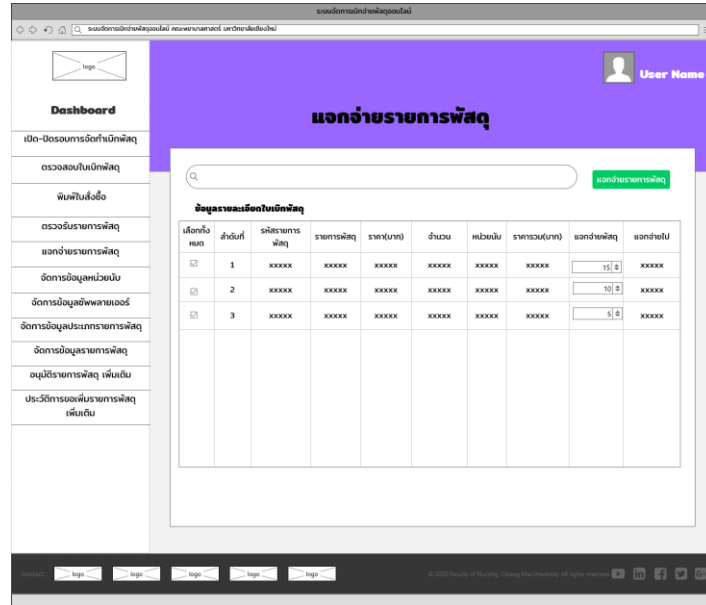 ระบบจัดการเบิกจ่ายพัสดุออนไลน์
ระบบจัดการเบิกจ่ายพัสดุออนไลน์ คณะพยาบาลศาสตร์ มหาวิทยาลัยเชียงใหม่
logo
User Name
Dashboard
แจกจ่ายรายการพัสดุ
เปิด-ปิดรอบการจัดทำเบิกพัสดุ
ตรวจสอบใบเบิกพัสดุ
พิมพ์ใบสั่งซื้อ
ตรวจรับรายการพัสดุ
แจกจ่ายรายการพัสดุ
จัดการข้อมูลหน่วยนับ
จัดการข้อมูลซัพพลายเออร์
จัดการข้อมูลประเภทรายการพัสดุ
จัดการข้อมูลรายการพัสดุ
อนุมัติรายการพัสดุ เพิ่มเติม
ประวัติการขอเพิ่มรายการพัสดุ
เพิ่มเติม
แจกจ่ายรายการพัสดุ
ข้อมูลรายละเอียดใบเบิกพัสดุ
เลือกทั้งหมด ลำดับที่ รหัสรายการพัสดุ รายการพัสดุ ราคา(บาท) จำนวน หน่วยนับ ราคารวม(บาท) แจกจ่ายพัสดุ แจกจ่ายไป
1 xxxxx xxxxx xxxxx xxxxx xxxxx xxxxx 15 xxxxx
2 xxxxx xxxxx xxxxx xxxxx xxxxx xxxxx 10 xxxxx
3 xxxxx xxxxx xxxxx xxxxx xxxxx xxxxx 5 xxxxx
contact : logo logo logo logo logo © 2020 Faculty of Nursing, Chiang Mai University. All rights reserved.